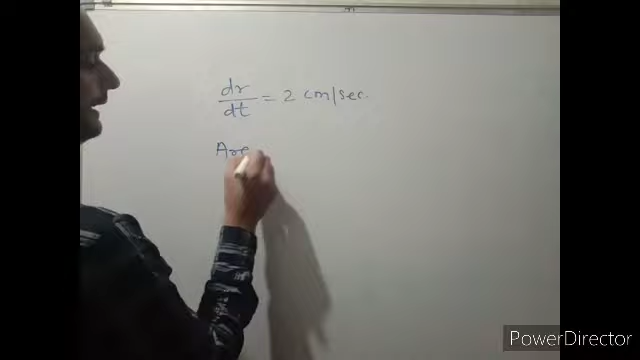 dr
dt = 2 cm/sec.
Are
PowerDirector